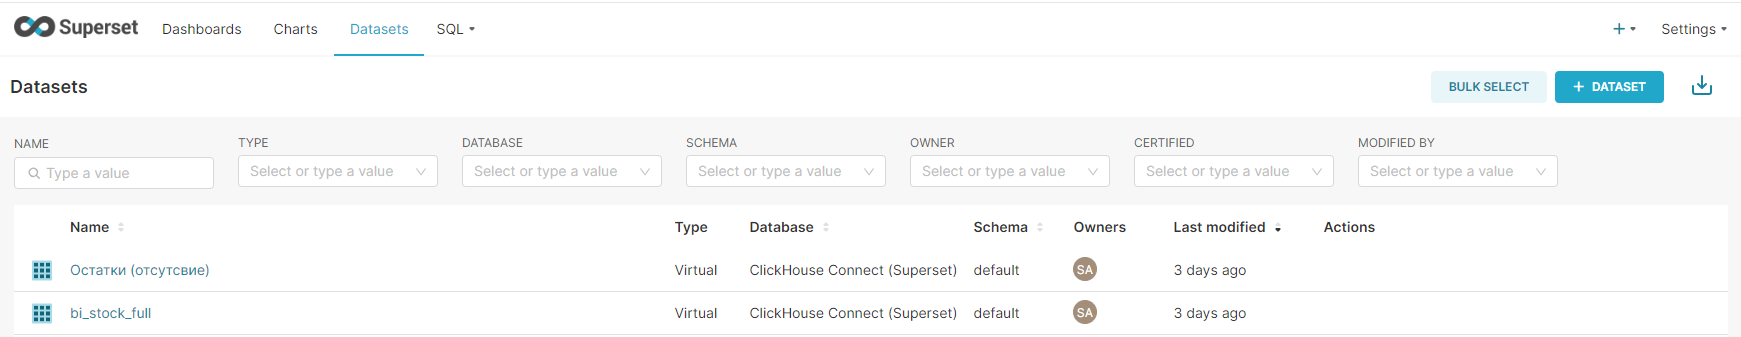 Superset Dashboards Charts Datasets SQL Settings
Datasets BULK SELECT + DATASET
NAME TYPE DATABASE SCHEMA OWNER CERTIFIED MODIFIED BY
Type a value Select or type a value Select or type a value Select or type a value Select or type a value Select or type a value Select or type a value
Name Type Database Schema Owners Last modified Actions
Остатки (отсутсвие) Virtual ClickHouse Connect (Superset) default SA 3 days ago
bi_stock_full Virtual ClickHouse Connect (Superset) default SA 3 days ago